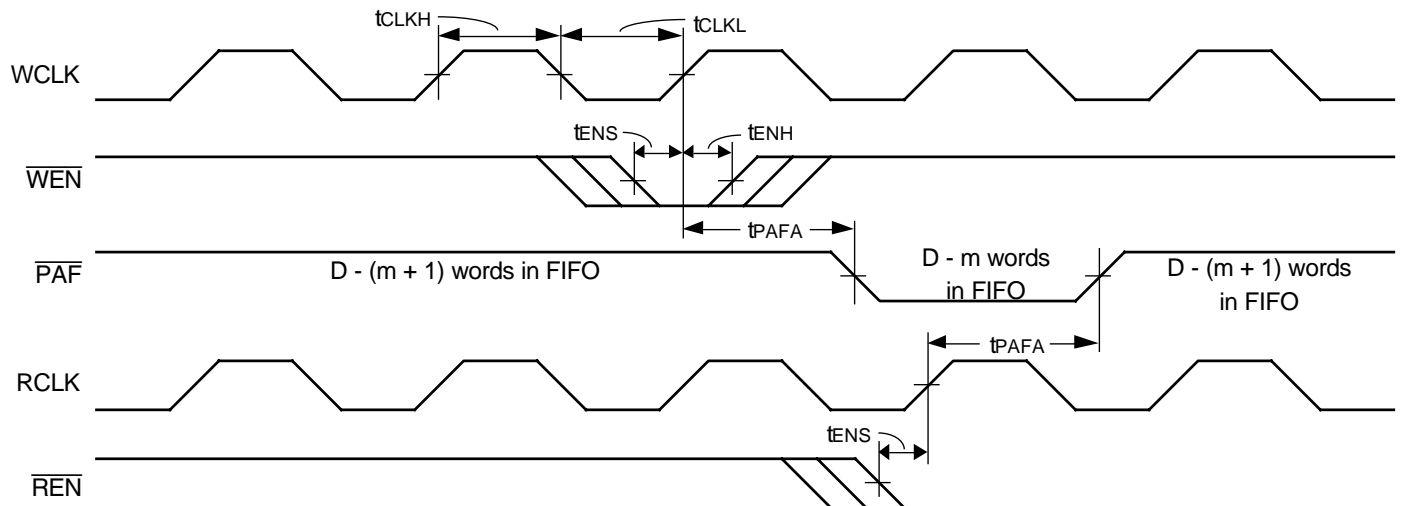 tCLKH
tCLKL
WCLK
tENS
tENH
WEN
tPAFA
PAF
D - (m + 1) words in FIFO
D - m words
in FIFO
D - (m + 1) words
in FIFO
tPAFA
RCLK
tENS
REN